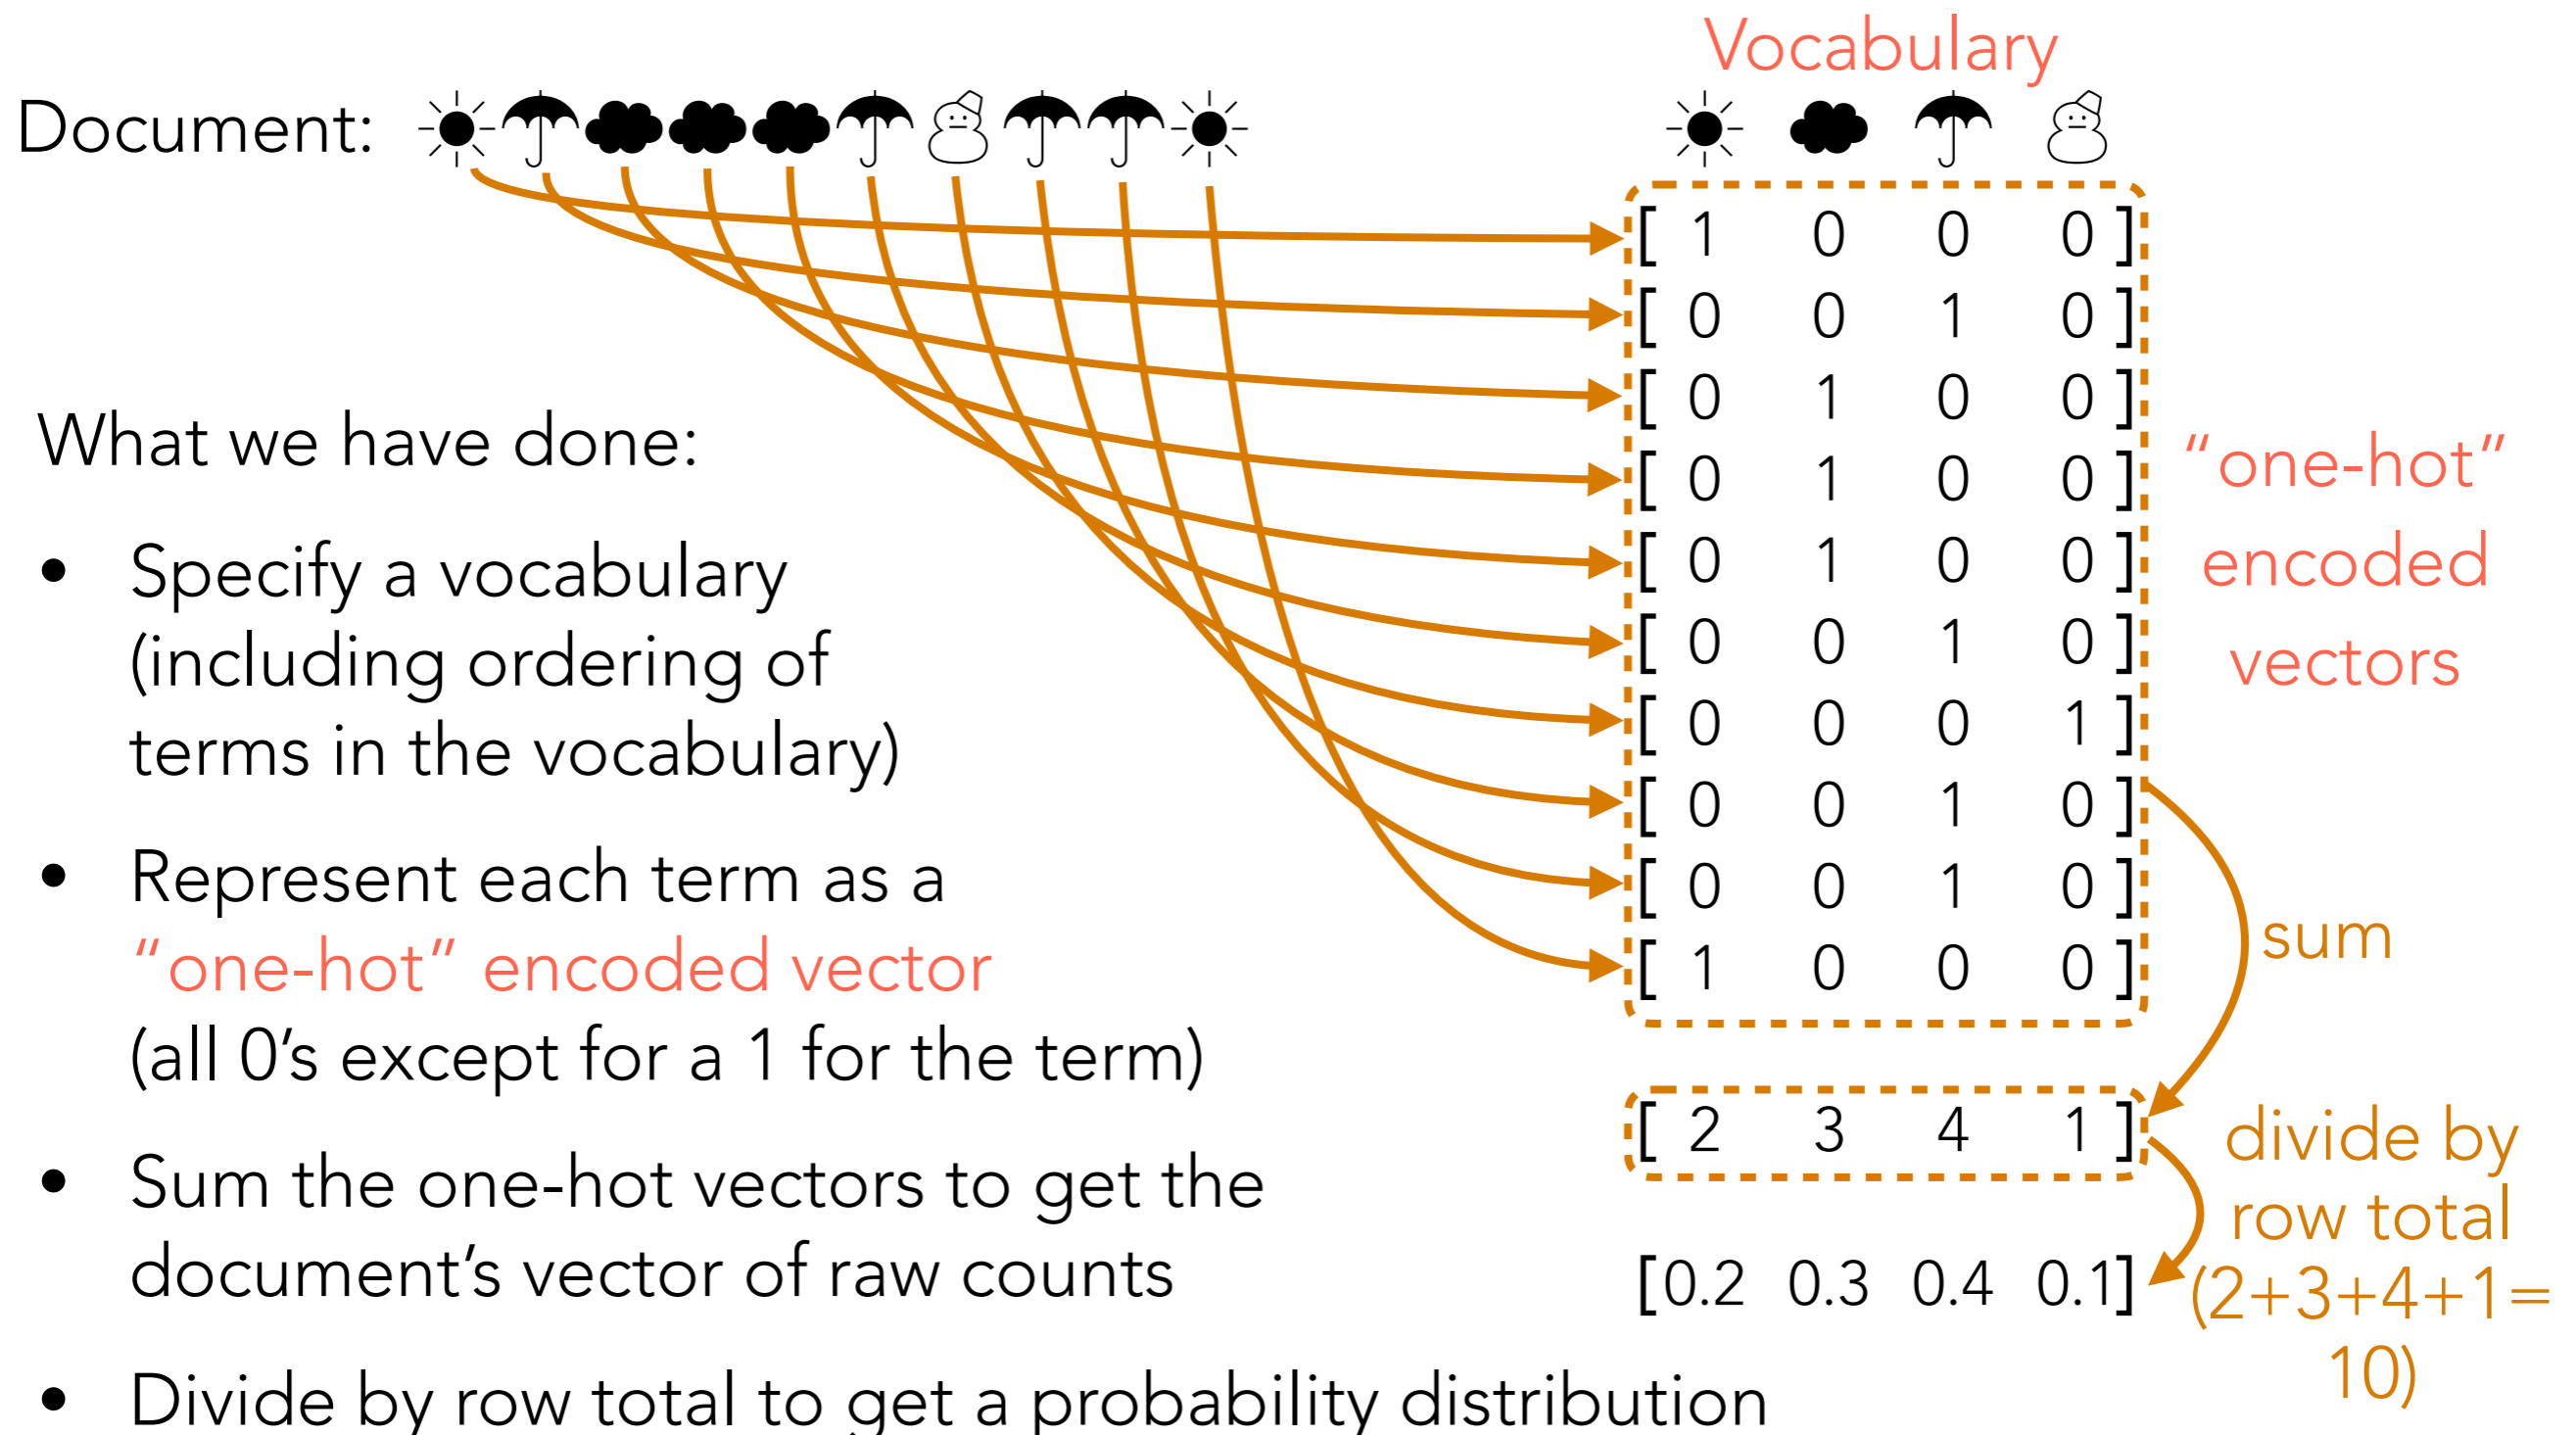 Vocabulary
Document:
[ 1 0 0 0 ]
[ 0 0 1 0 ]
[ 0 1 0 0 ]
[ 0 1 0 0 ]
[ 0 1 0 0 ]
[ 0 0 1 0 ]
[ 0 0 0 1 ]
[ 0 0 1 0 ]
[ 0 0 1 0 ]
[ 1 0 0 0 ]
“one-hot”
encoded
vectors
sum
[ 2 3 4 1 ]
divide by
row total
(2+3+4+1=
10)
[0.2 0.3 0.4 0.1]
What we have done:
• Specify a vocabulary
(including ordering of
terms in the vocabulary)
• Represent each term as a
“one-hot” encoded vector
(all 0’s except for a 1 for the term)
• Sum the one-hot vectors to get the
document’s vector of raw counts
• Divide by row total to get a probability distribution